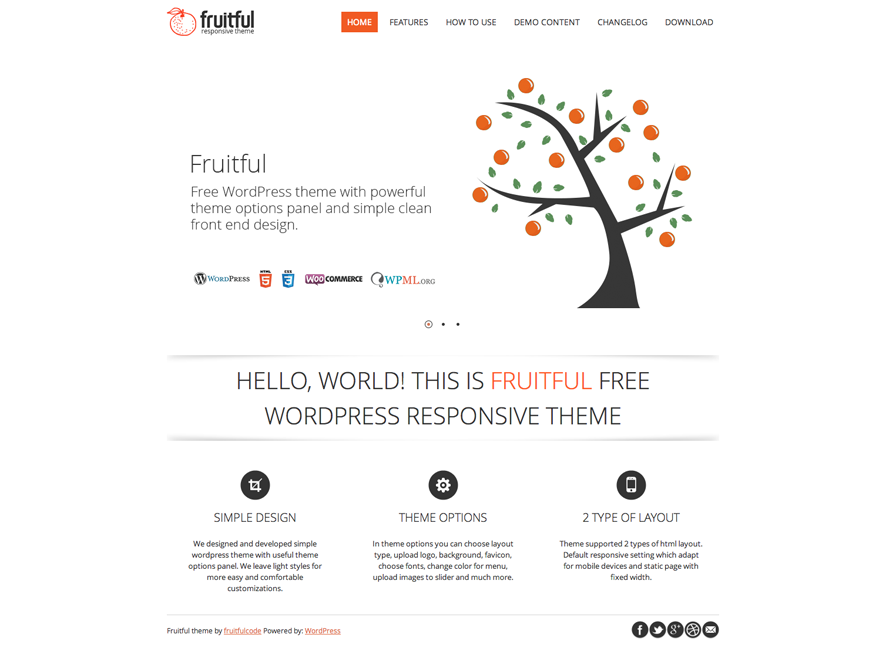 fruitful
responsive theme
HOME FEATURES HOW TO USE DEMO CONTENT CHANGELOG DOWNLOAD
Fruitful
Free WordPress theme with powerful
theme options panel and simple clean
front end design.
WORDPRESS HTML 5 CSS 3 WOO COMMERCE WPML.ORG
HELLO, WORLD! THIS IS FRUITFUL FREE
WORDPRESS RESPONSIVE THEME
SIMPLE DESIGN
We designed and developed simple
wordpress theme with useful theme
options panel. We leave light styles for
more easy and comfortable
customizations.
THEME OPTIONS
In theme options you can choose layout
type, upload logo, background, favicon,
choose fonts, change color for menu,
upload images to slider and much more.
2 TYPE OF LAYOUT
Theme supported 2 types of html layout.
Default responsive setting which adapt
for mobile devices and static page with
fixed width.
Fruitful theme by fruitfulcode Powered by: WordPress